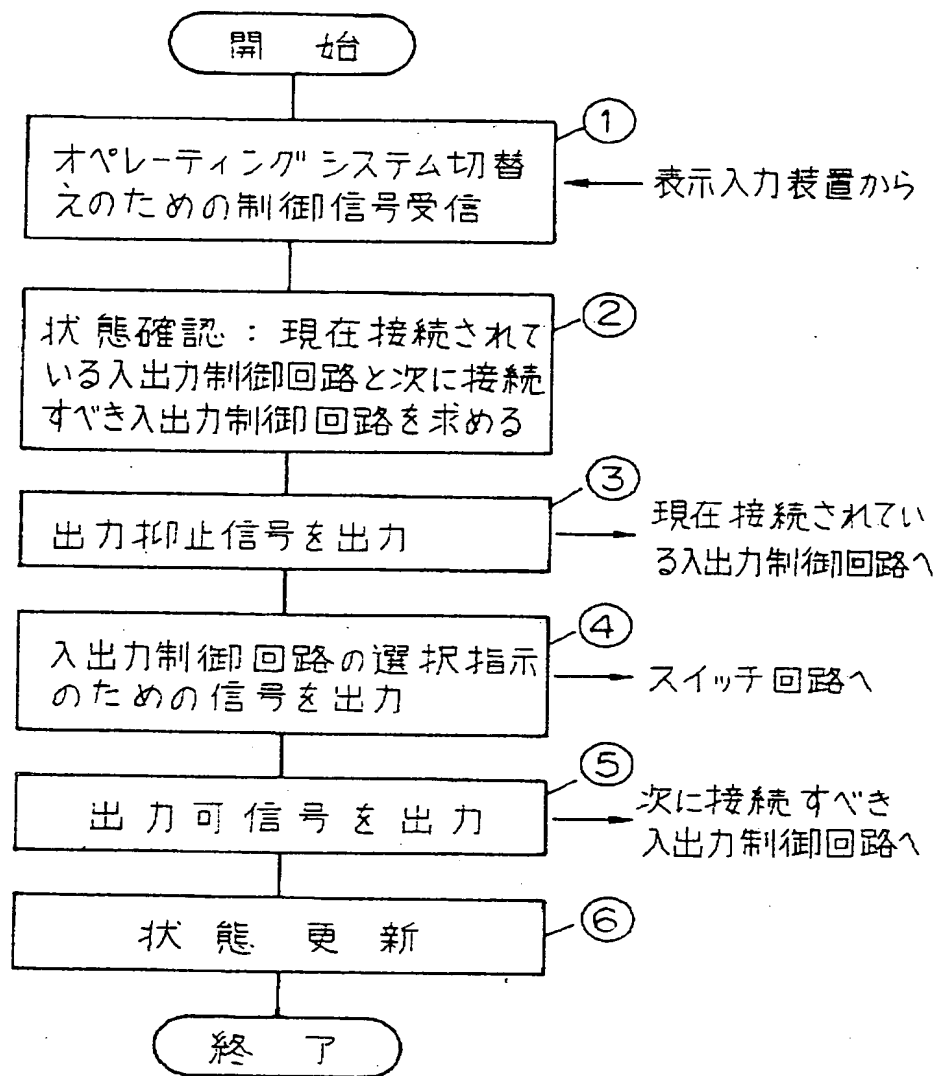 開 始
①
オペレーティングシステム切替
えのための制御信号受信
表示入力装置から
②
状態確認：現在接続されて
いる入出力制御回路と次に接続
すべき入出力制御回路を求める
③
出力抑止信号を出力
現在接続されてい
る入出力制御回路へ
④
入出力制御回路の選択指示
のための信号を出力
スイッチ回路へ
⑤
出力可信号を出力
次に接続すべき
入出力制御回路へ
⑥
状態更新
終 了